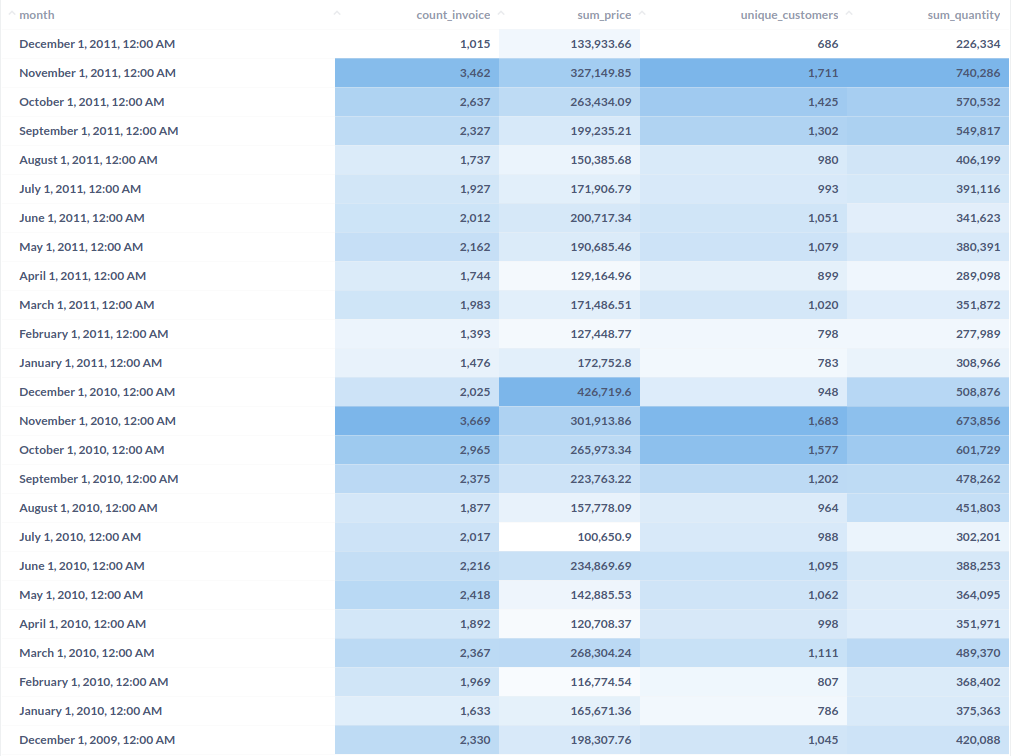 month count_invoice sum_price unique_customers sum_quantity
December 1, 2011, 12:00 AM 1,015 133,933.66 686 226,334
November 1, 2011, 12:00 AM 3,462 327,149.85 1,711 740,286
October 1, 2011, 12:00 AM 2,637 263,434.09 1,425 570,532
September 1, 2011, 12:00 AM 2,327 199,235.21 1,302 549,817
August 1, 2011, 12:00 AM 1,737 150,385.68 980 406,199
July 1, 2011, 12:00 AM 1,927 171,906.79 993 391,116
June 1, 2011, 12:00 AM 2,012 200,717.34 1,051 341,623
May 1, 2011, 12:00 AM 2,162 190,685.46 1,079 380,391
April 1, 2011, 12:00 AM 1,744 129,164.96 899 289,098
March 1, 2011, 12:00 AM 1,983 171,486.51 1,020 351,872
February 1, 2011, 12:00 AM 1,393 127,448.77 798 277,989
January 1, 2011, 12:00 AM 1,476 172,752.8 783 308,966
December 1, 2010, 12:00 AM 2,025 426,719.6 948 508,876
November 1, 2010, 12:00 AM 3,669 301,913.86 1,683 673,856
October 1, 2010, 12:00 AM 2,965 265,973.34 1,577 601,729
September 1, 2010, 12:00 AM 2,375 223,763.22 1,202 478,262
August 1, 2010, 12:00 AM 1,877 157,778.09 964 451,803
July 1, 2010, 12:00 AM 2,017 100,650.9 988 302,201
June 1, 2010, 12:00 AM 2,216 234,869.69 1,095 388,253
May 1, 2010, 12:00 AM 2,418 142,885.53 1,062 364,095
April 1, 2010, 12:00 AM 1,892 120,708.37 998 351,971
March 1, 2010, 12:00 AM 2,367 268,304.24 1,111 489,370
February 1, 2010, 12:00 AM 1,969 116,774.54 807 368,402
January 1, 2010, 12:00 AM 1,633 165,671.36 786 375,363
December 1, 2009, 12:00 AM 2,330 198,307.76 1,045 420,088